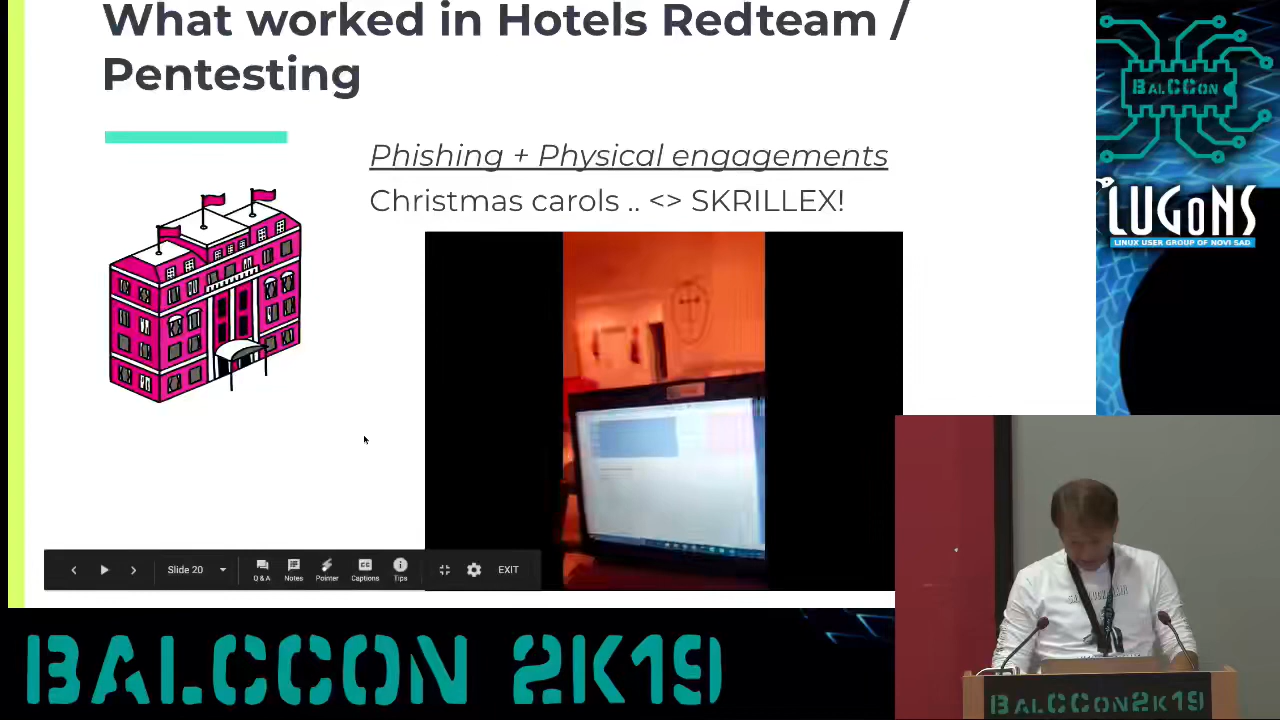 What worked in Hotels Redteam /
Pentesting
Phishing + Physical engagements
Christmas carols .. <> SKRILLEX!
Slide 20
Q & A
Notes
Pointer
Captions
Tips
EXIT
BALCCON
LUGoNS
LINUX USER GROUP OF NOVI SAD
BALCCON 2K19
BALCCON2K19